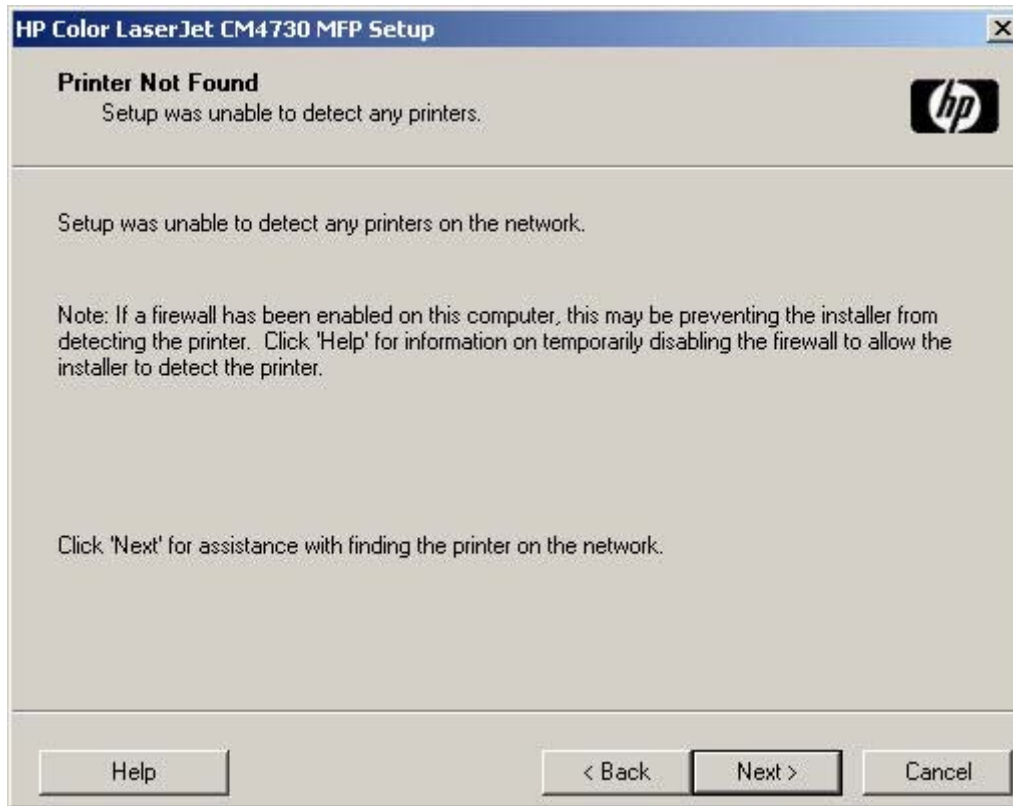 HP Color LaserJet CM4730 MFP Setup
Printer Not Found
Setup was unable to detect any printers.
hp
Setup was unable to detect any printers on the network.
Note: If a firewall has been enabled on this computer, this may be preventing the installer from
detecting the printer.  Click 'Help' for information on temporarily disabling the firewall to allow the
installer to detect the printer.
Click 'Next' for assistance with finding the printer on the network.
Help
< Back
Next >
Cancel